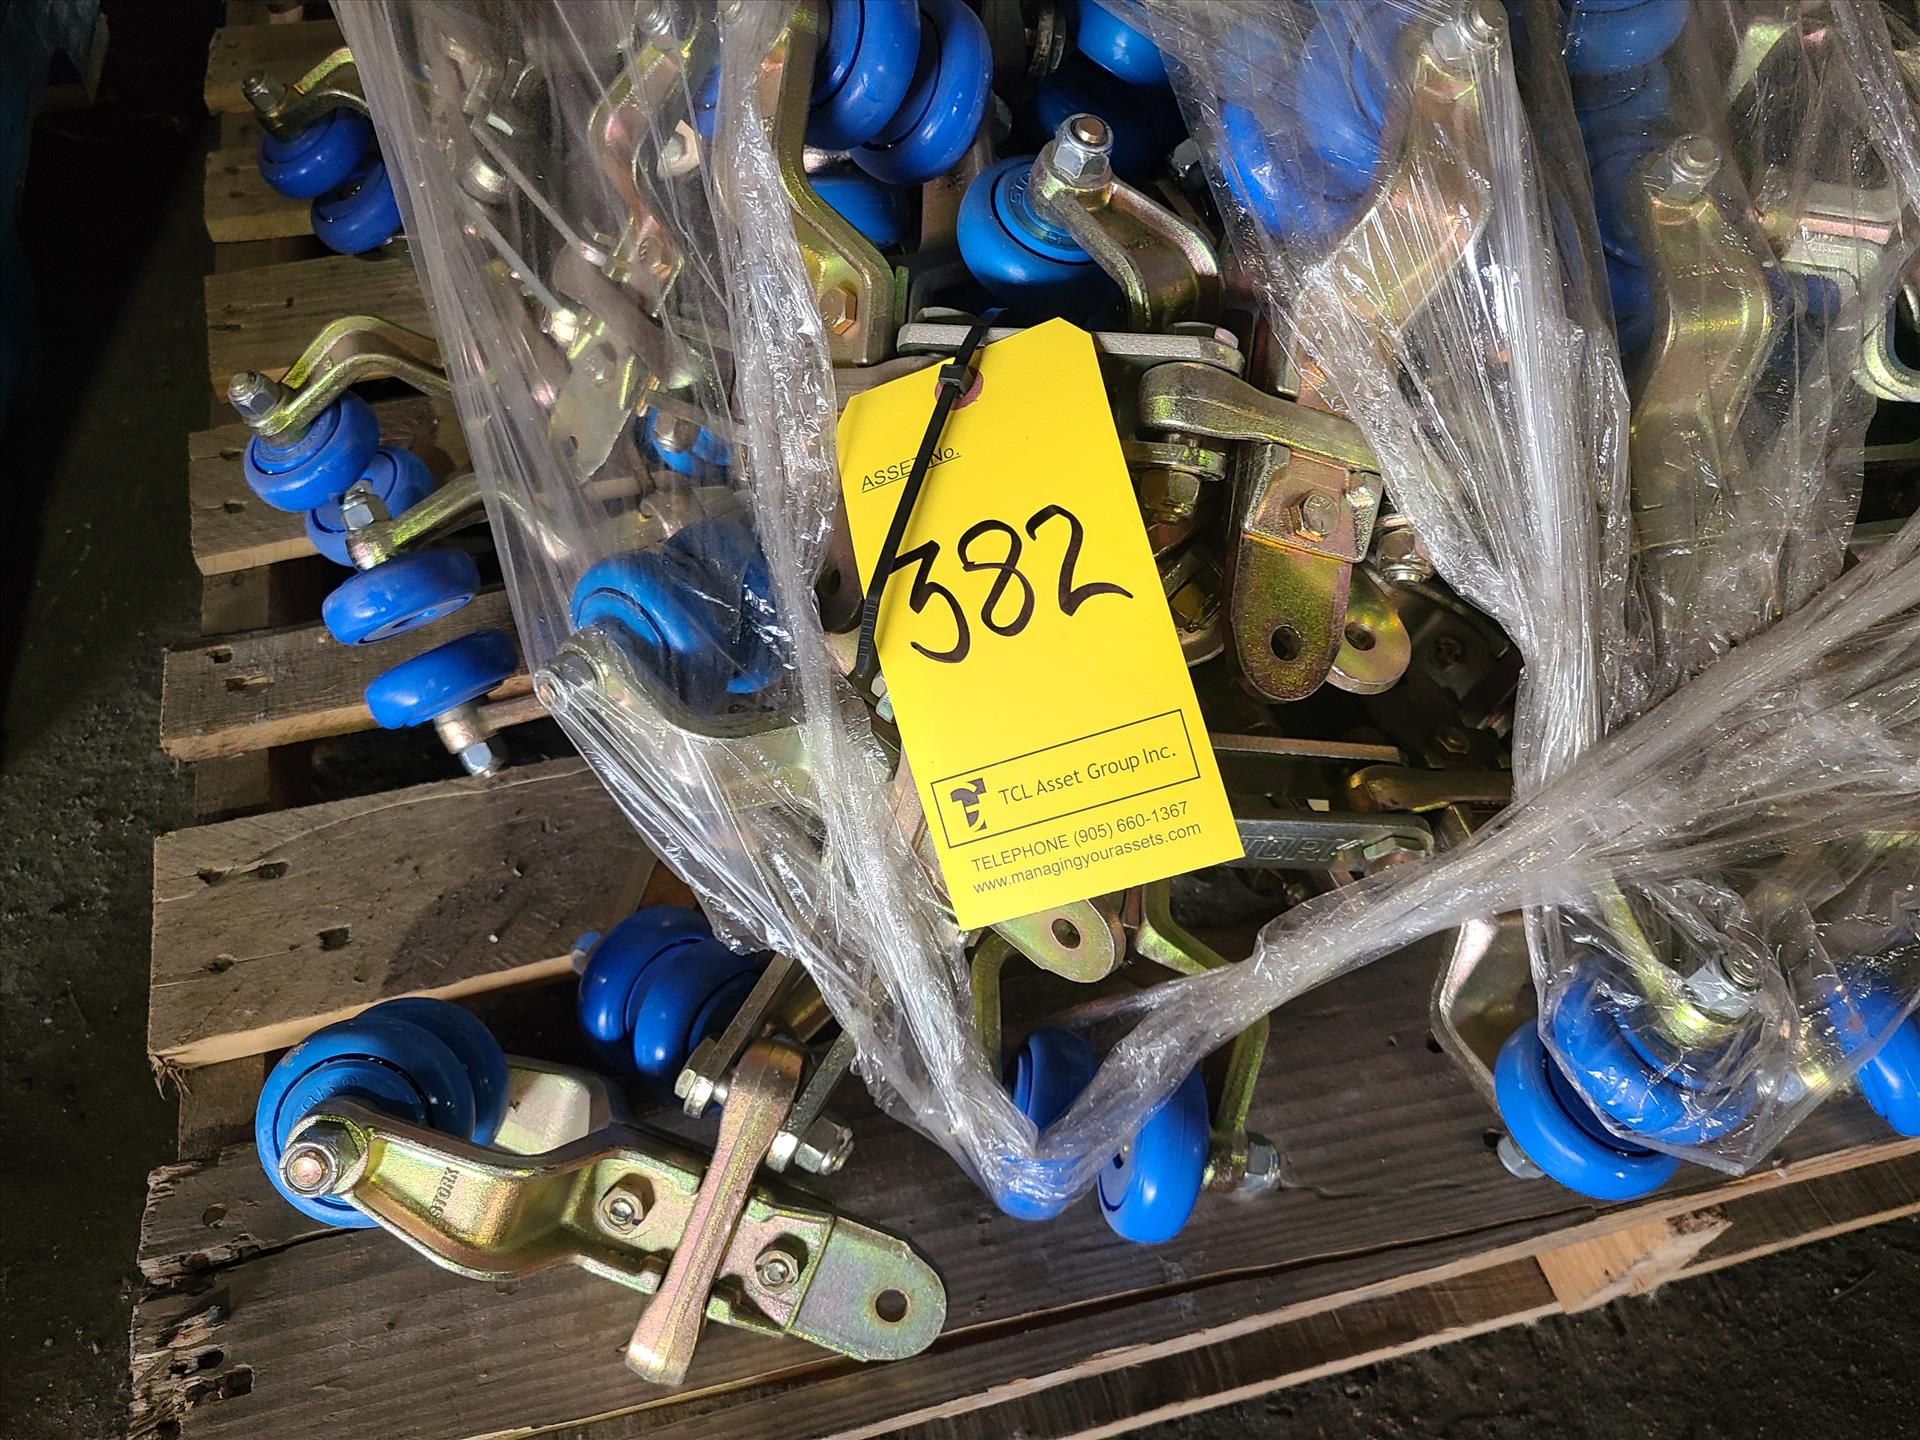 ASSET No.
382
TCL Asset Group Inc.
TELEPHONE (905) 660-1367
www.managingyourassets.com
STORK
STORK